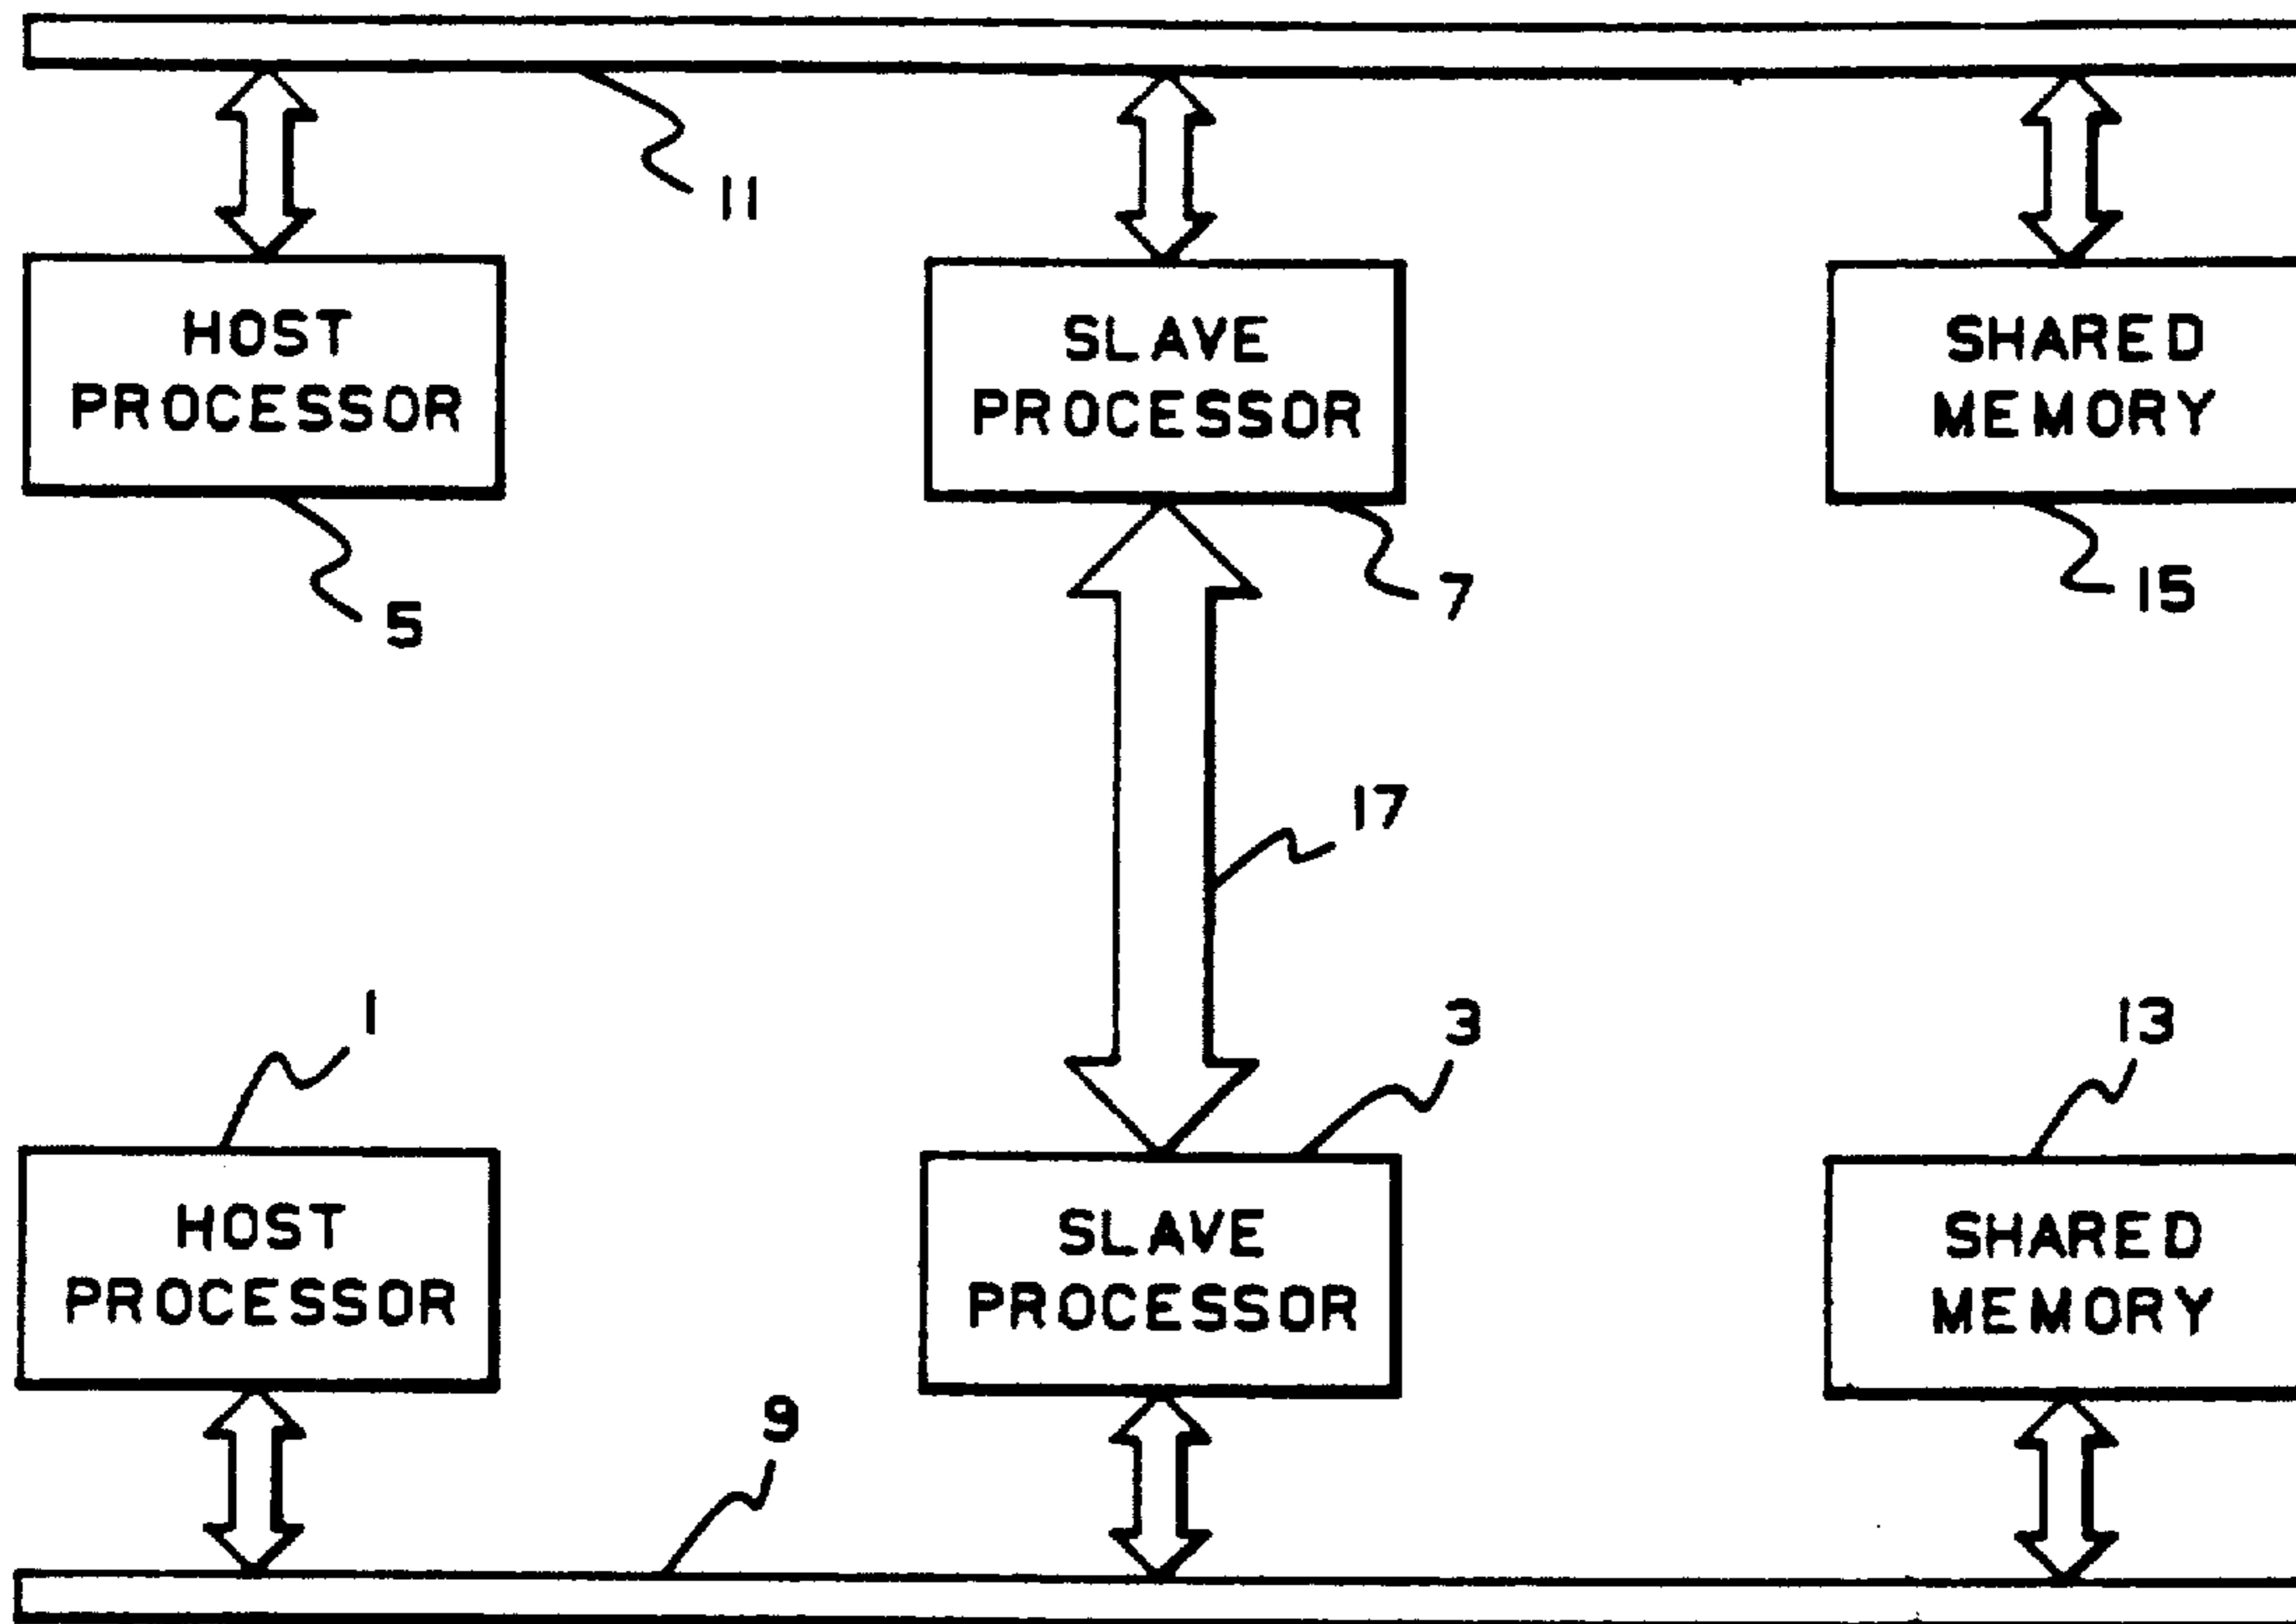 11
HOST
PROCESSOR
SLAVE
PROCESSOR
SHARED
MEMORY
5
7
15
17
1
3
13
HOST
PROCESSOR
SLAVE
PROCESSOR
SHARED
MEMORY
9